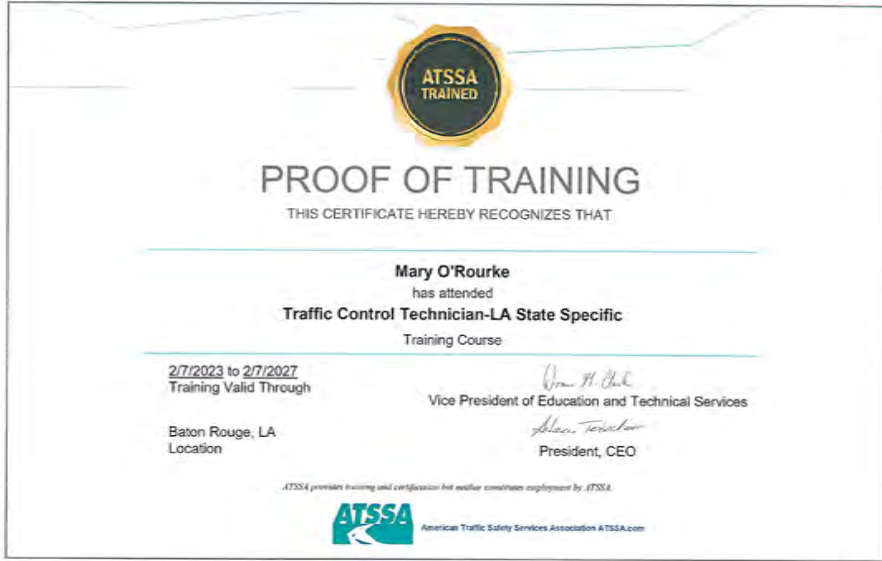 ATSSA
TRAINED
PROOF OF TRAINING
THIS CERTIFICATE HEREBY RECOGNIZES THAT
Mary O'Rourke
has attended
Traffic Control Technician-LA State Specific
Training Course
2/7/2023 to 2/7/2027
Training Valid Through
Vice President of Education and Technical Services
Baton Rouge, LA
Location
President, CEO
ATSSA provides training and certification but neither constitutes employment by ATSSA.
ATSSA
American Traffic Safety Services Association ATSSA.com